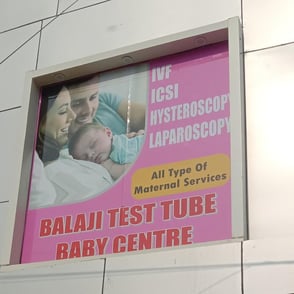 IVF
ICSI
HYSTEROSCOPY
LAPAROSCOPY
All Type Of
Maternal Services
BALAJI TEST TUBE
BABY CENTRE